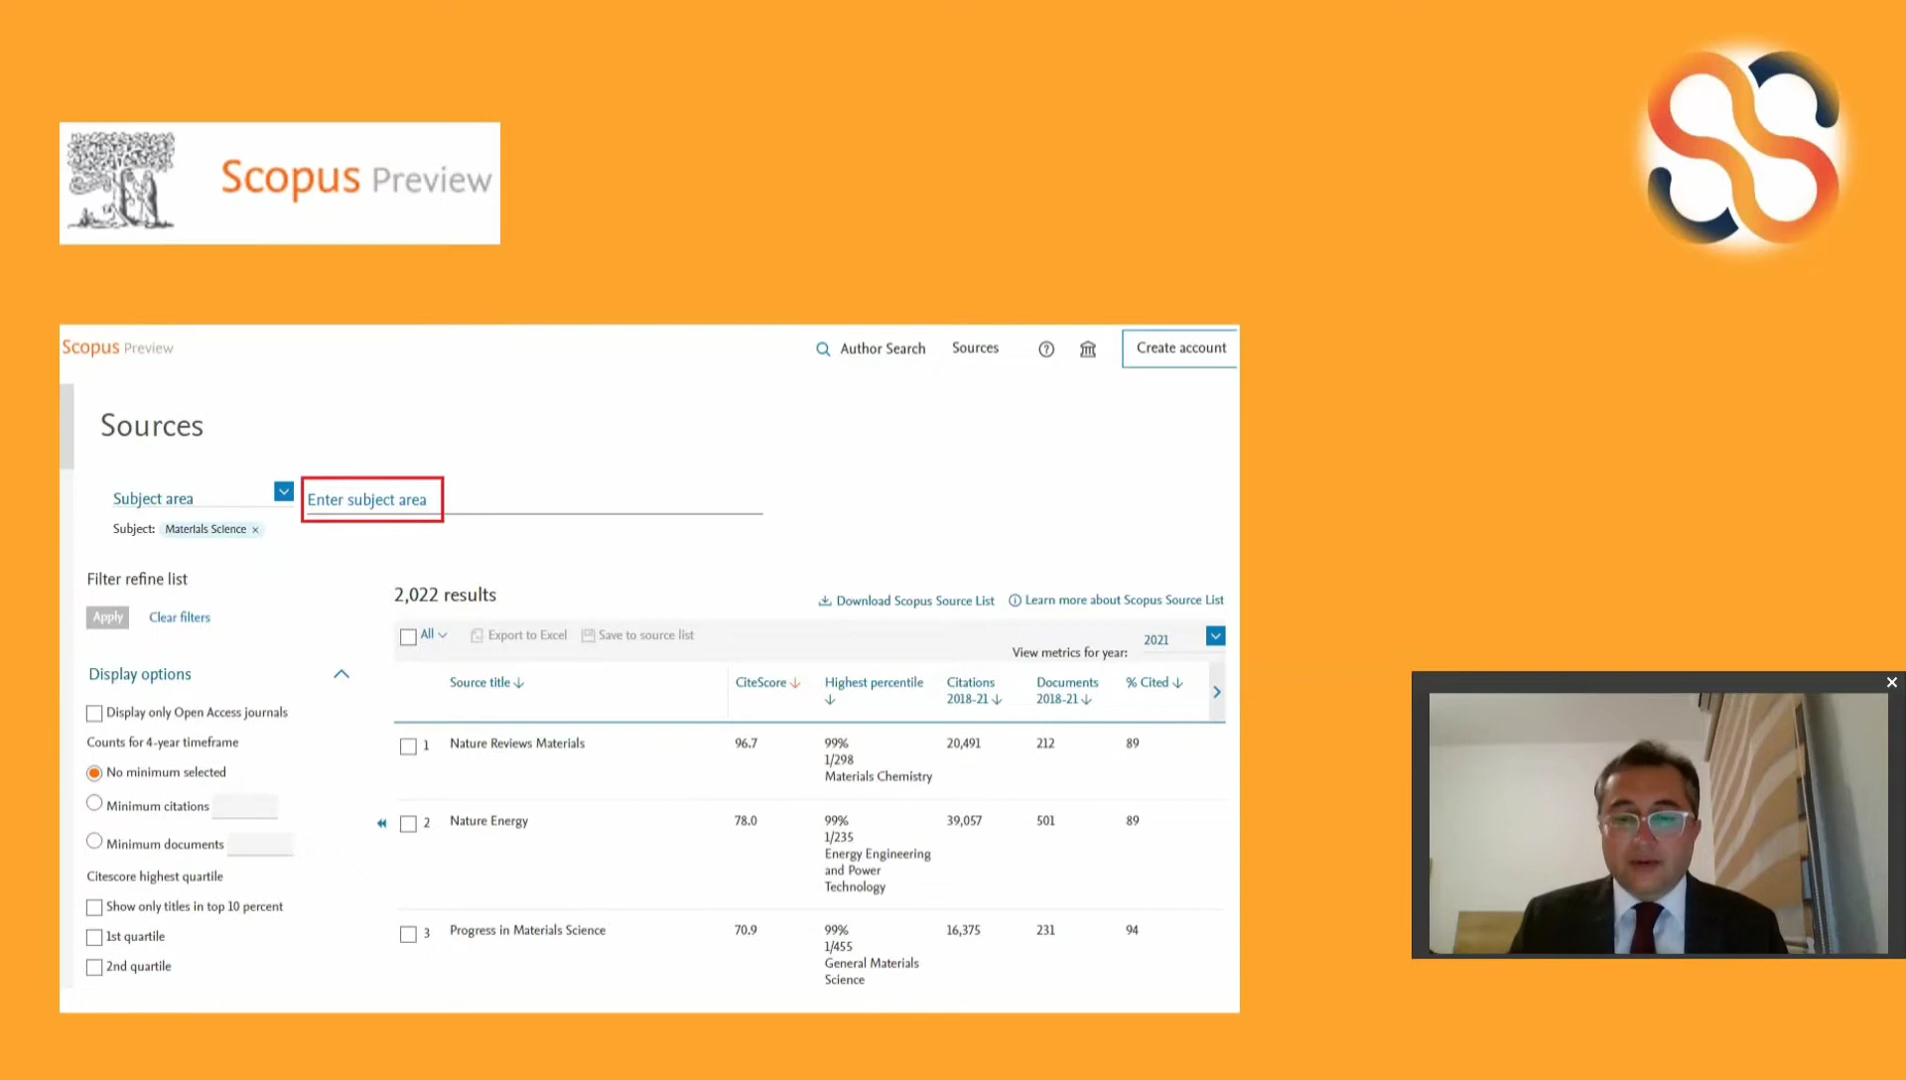 Scopus Preview
Scopus Preview
Author Search
Sources
Create account
Sources
Subject area
Enter subject area
Subject: Materials Science ×
Filter refine list
Apply
Clear filters
Display options
Display only Open Access journals
Counts for 4-year timeframe
No minimum selected
Minimum citations
Minimum documents
Citescore highest quartile
Show only titles in top 10 percent
1st quartile
2nd quartile
2,022 results
Download Scopus Source List
Learn more about Scopus Source List
All
Export to Excel
Save to source list
View metrics for year:
2021
Source title
CiteScore
Highest percentile
Citations
2018-21
Documents
2018-21
% Cited
1 Nature Reviews Materials
96.7
99%
1/298
Materials Chemistry
20,491
212
89
2 Nature Energy
78.0
99%
1/235
Energy Engineering
and Power
Technology
39,057
501
89
3 Progress in Materials Science
70.9
99%
1/455
General Materials
Science
16,375
231
94